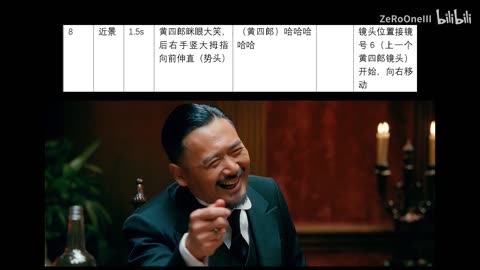 ZeRoOneIII bilibili
8
近景
1.5s
黄四郎眯眼大笑，
后右手竖大拇指
向前伸直（势头）
（黄四郎）哈哈哈
哈哈
镜头位置接镜
号 6（上一个
黄四郎镜头）
开始，向右移
动